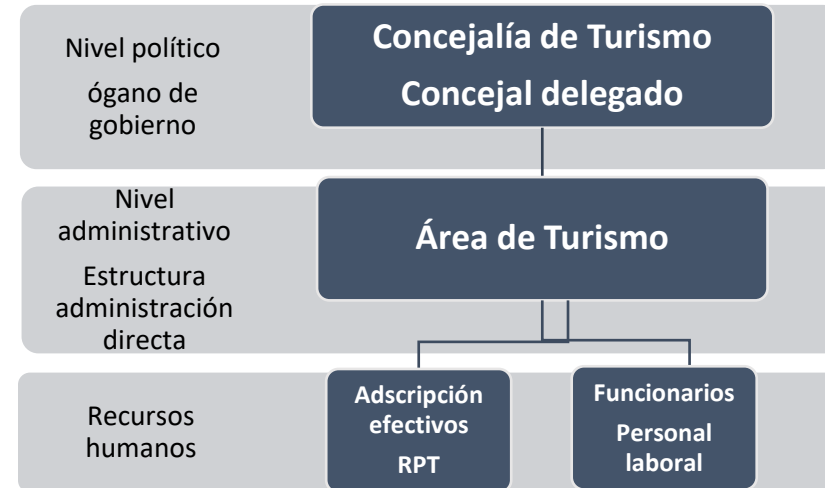 Nivel político
ógano de
gobierno
Concejalía de Turismo
Concejal delegado
Nivel
administrativo
Estructura
administración
directa
Área de Turismo
Recursos
humanos
Adscripción
efectivos
RPT
Funcionarios
Personal
laboral